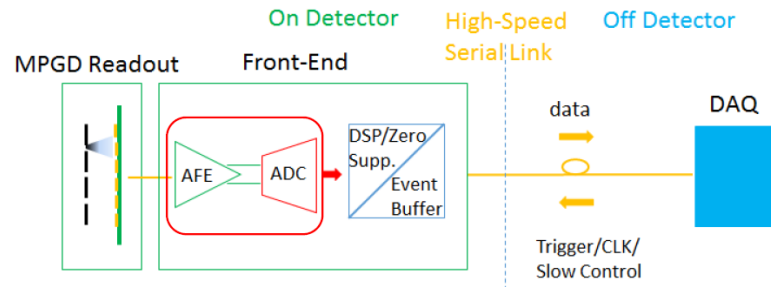 On Detector
High-Speed
Serial Link
Off Detector
MPGD Readout
Front-End
data
DAQ
AFE
ADC
DSP/Zero
Supp.
Event
Buffer
Trigger/CLK/
Slow Control